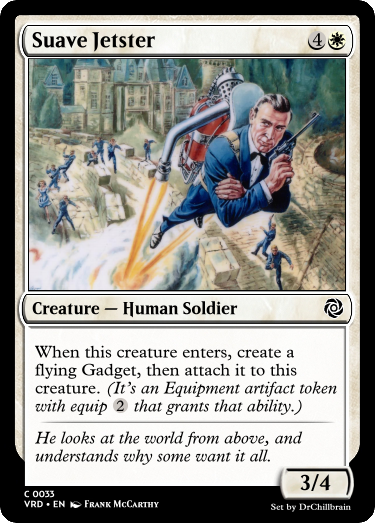 Suave Jetster 4
Creature — Human Soldier
When this creature enters, create a
flying Gadget, then attach it to this
creature. (It's an Equipment artifact token
with equip 2 that grants that ability.)
He looks at the world from above, and
understands why some want it all.
3/4
C 0033
VRD • EN Frank McCarthy
Set by DrChillbrain